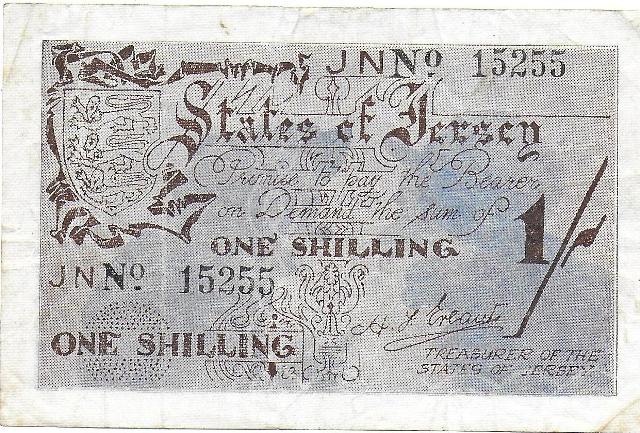 JN No 15255
States of Jersey
Promise to pay the Bearer
on Demand the sum of
ONE SHILLING
1/-
JN No 15255
ONE SHILLING
TREASURER OF THE
STATES OF JERSEY.